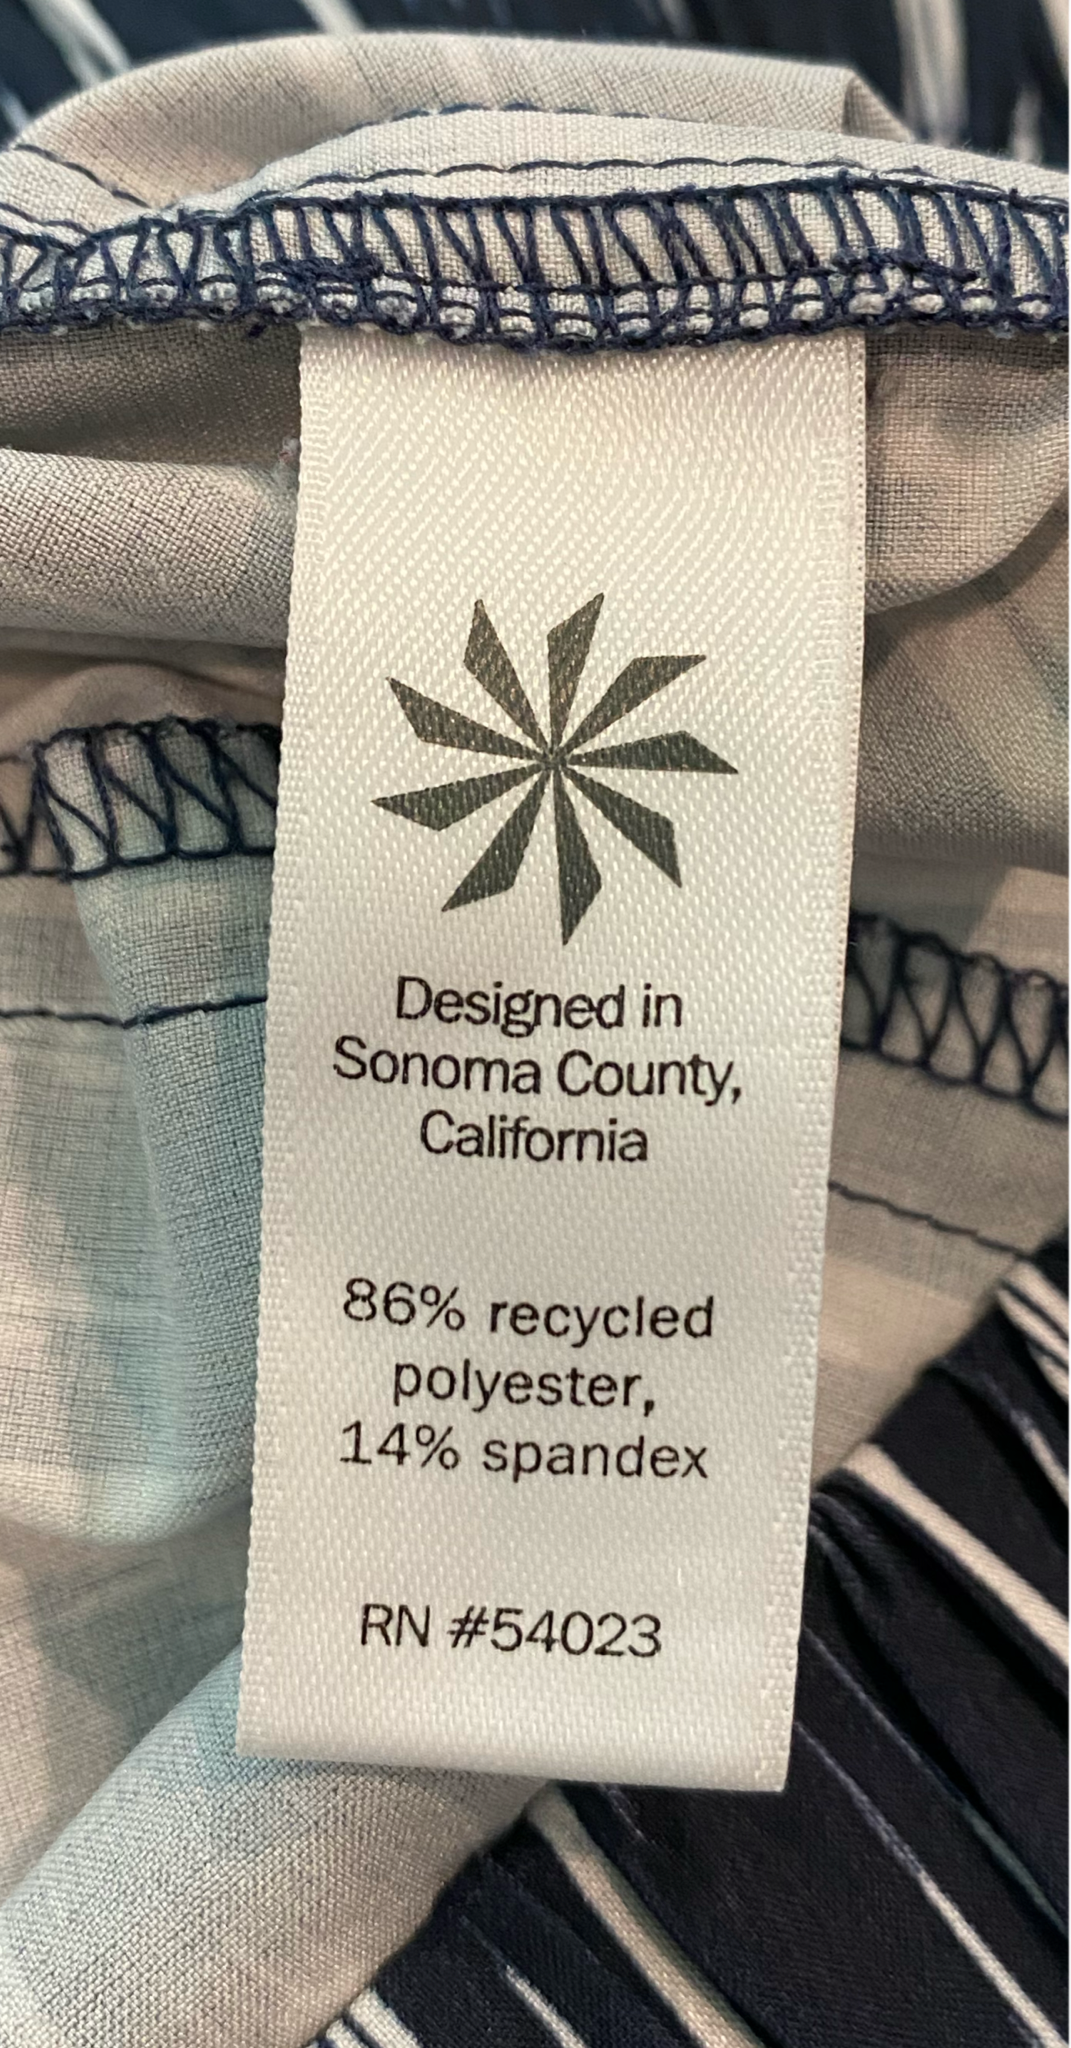 Designed in
Sonoma County,
California
86% recycled
polyester,
14% spandex
RN #54023